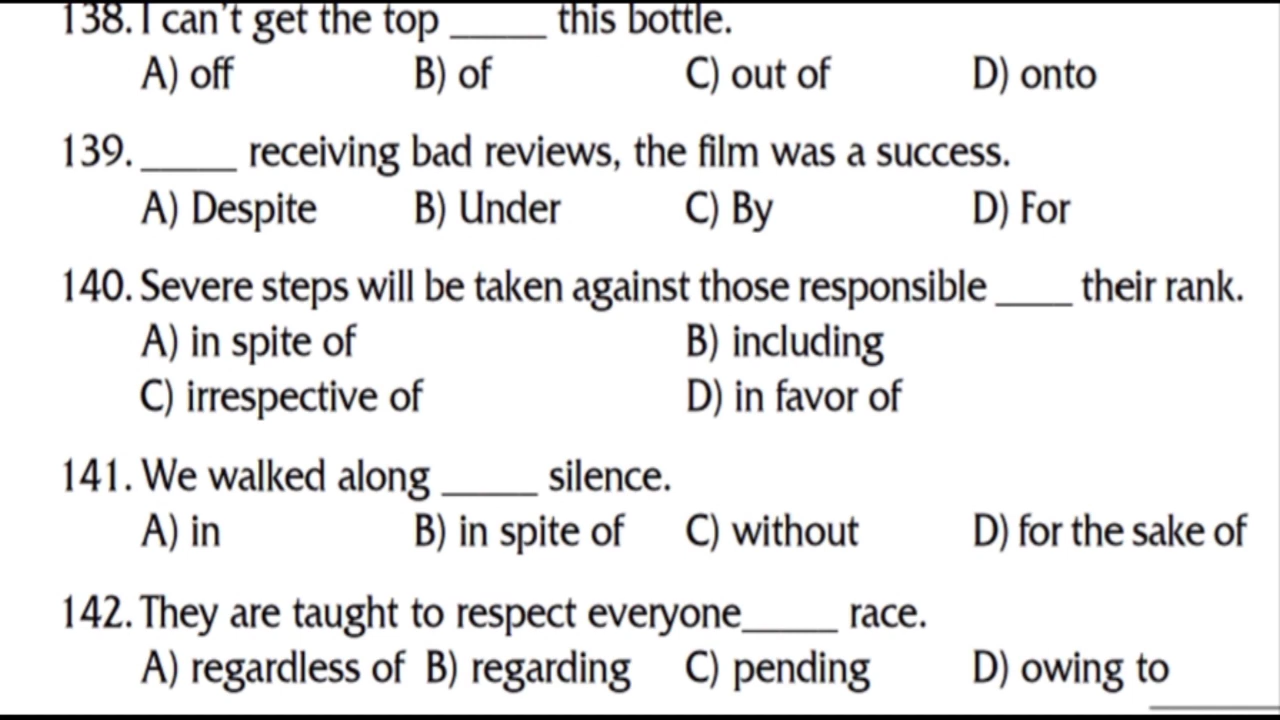 138. I can't get the top _____ this bottle.
A) off B) of C) out of D) onto
139. _____ receiving bad reviews, the film was a success.
A) Despite B) Under C) By D) For
140. Severe steps will be taken against those responsible ____ their rank.
A) in spite of B) including
C) irrespective of D) in favor of
141. We walked along _____ silence.
A) in B) in spite of C) without D) for the sake of
142. They are taught to respect everyone_____ race.
A) regardless of B) regarding C) pending D) owing to